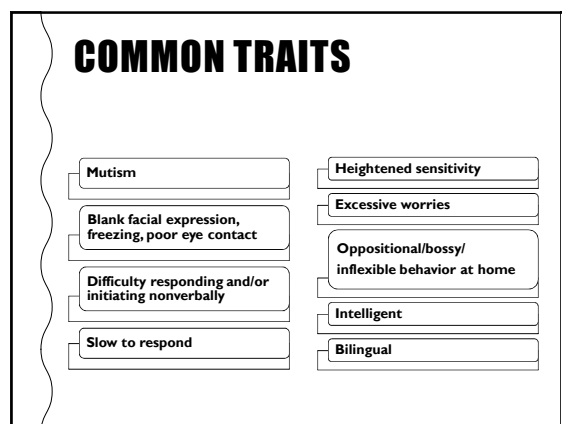 COMMON TRAITS
Mutism
Blank facial expression,
freezing, poor eye contact
Difficulty responding and/or
initiating nonverbally
Slow to respond
Heightened sensitivity
Excessive worries
Oppositional/bossy/
inflexible behavior at home
Intelligent
Bilingual